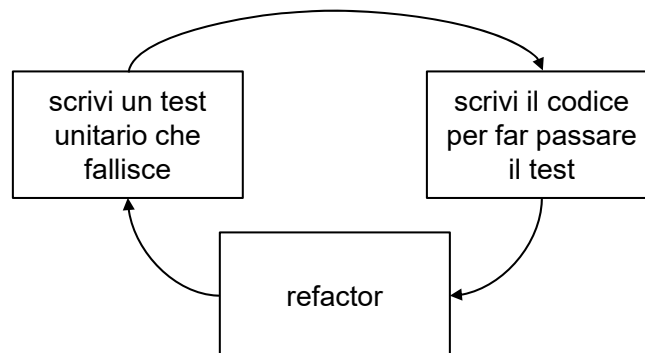 scrivi un test
unitario che
fallisce
scrivi il codice
per far passare
il test
refactor